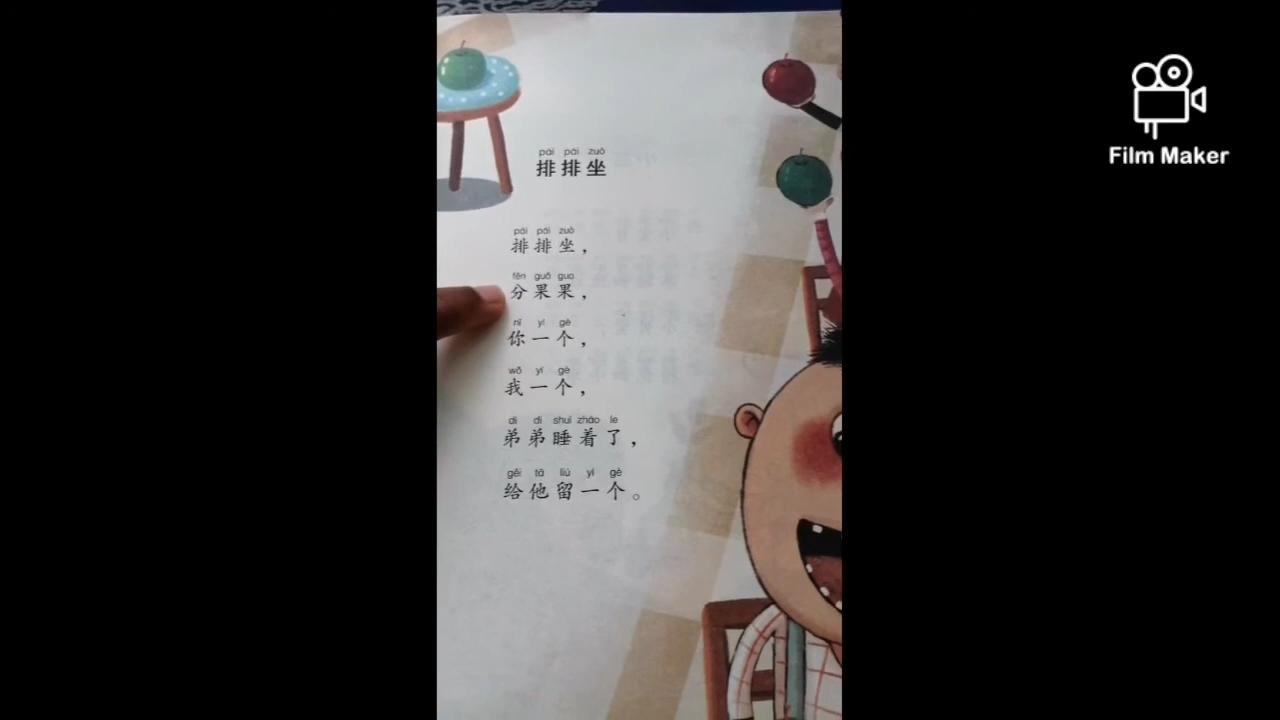 pái pái zuò
排排坐
pái pái zuò
排排坐，
fēn guǒ guo
分果果，
nǐ yí gè
你一个，
wǒ yí gè
我一个，
dì di shuì zháo le
弟弟睡着了，
gěi tā liú yí gè
给他留一个。
Film Maker